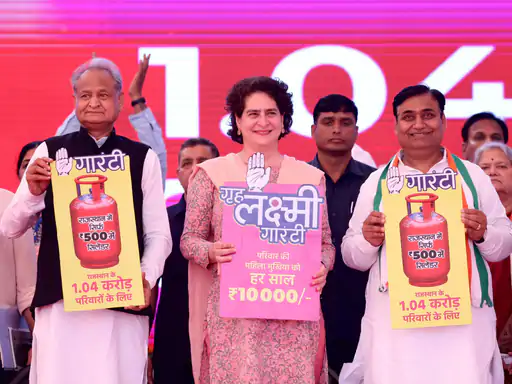 1.04
गारंटी
राजस्थान में
सिर्फ
₹500 में
सिलेंडर
राजस्थान के
1.04 करोड़
परिवारों के लिए
गृह
लक्ष्मी
गारंटी
परिवार की
महिला मुखिया को
हर साल
₹10000/-
गारंटी
राजस्थान में
सिर्फ
₹500 में
सिलेंडर
राजस्थान के
1.04 करोड़
परिवारों के लिए